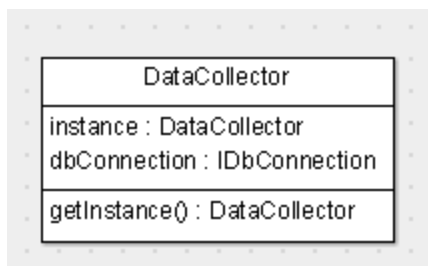 DataCollector
instance : DataCollector
dbConnection : IDbConnection
getInstance() : DataCollector